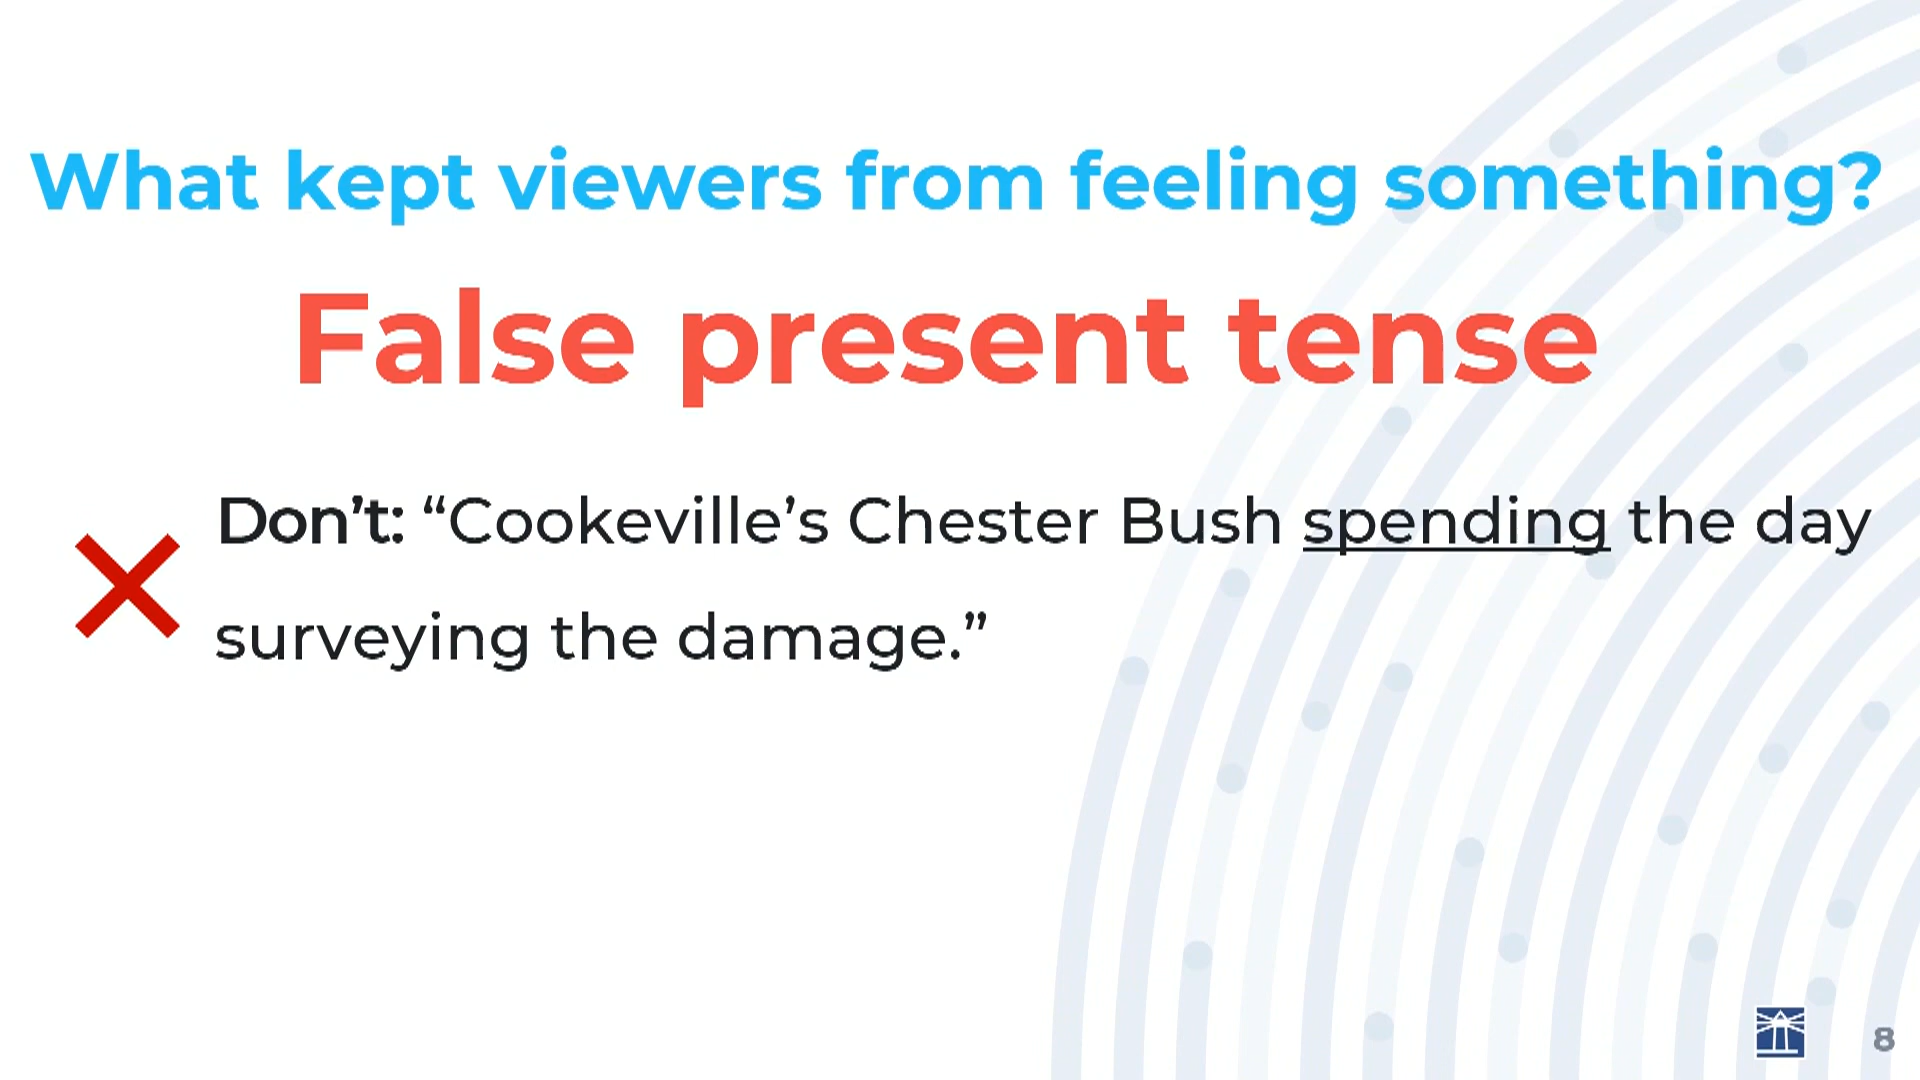 What kept viewers from feeling something?
False present tense
Don’t: “Cookeville’s Chester Bush spending the day
surveying the damage.”
8